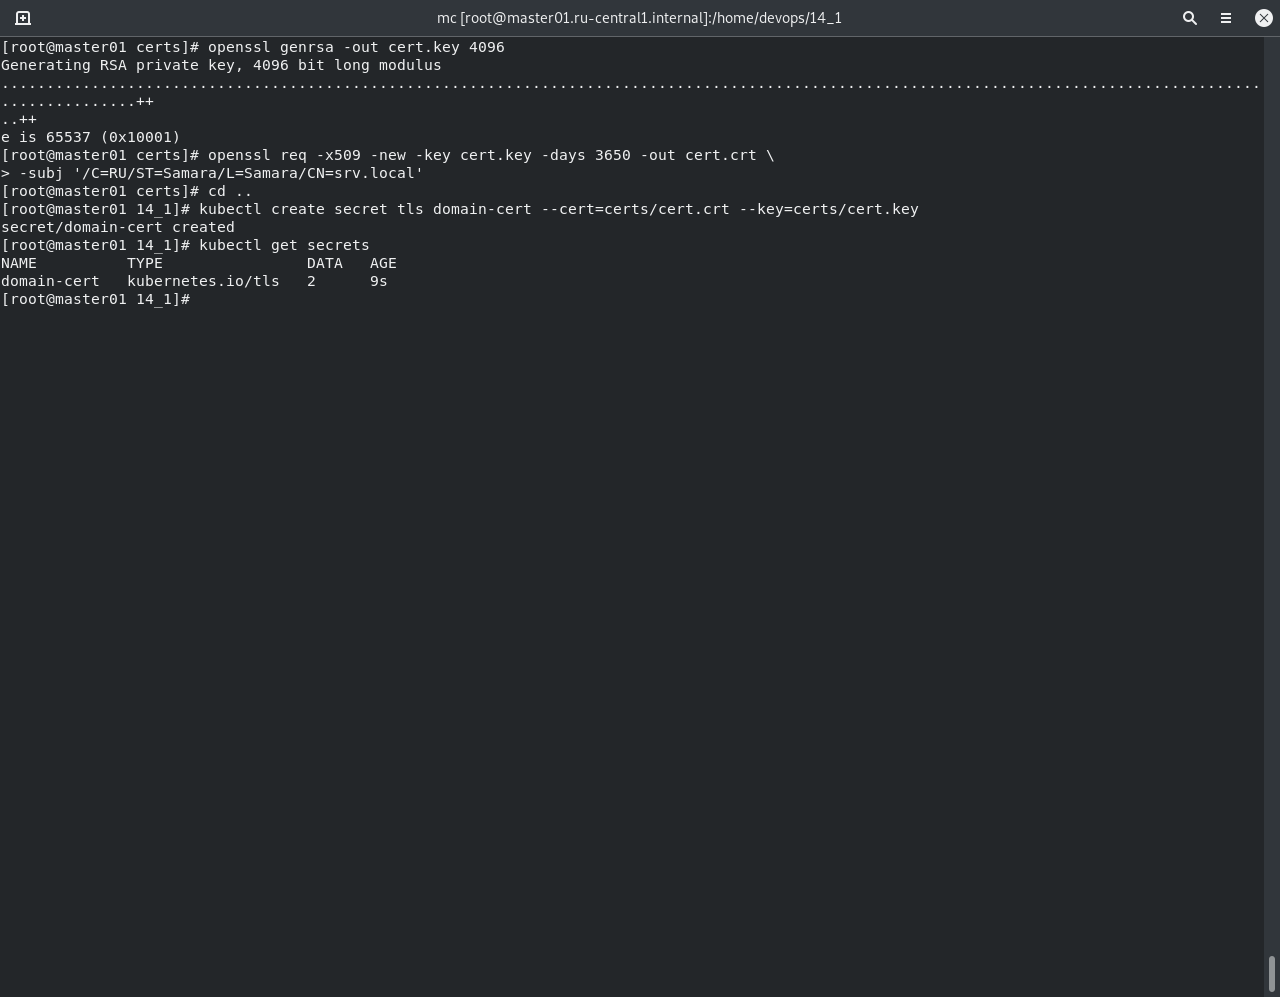 mc [root@master01.ru-central1.internal]:/home/devops/14_1
[root@master01 certs]# openssl genrsa -out cert.key 4096
Generating RSA private key, 4096 bit long modulus
............................................................................................................................................
...............++
..++
e is 65537 (0x10001)
[root@master01 certs]# openssl req -x509 -new -key cert.key -days 3650 -out cert.crt \
> -subj '/C=RU/ST=Samara/L=Samara/CN=srv.local'
[root@master01 certs]# cd ..
[root@master01 14_1]# kubectl create secret tls domain-cert --cert=certs/cert.crt --key=certs/cert.key
secret/domain-cert created
[root@master01 14_1]# kubectl get secrets
NAME          TYPE                DATA   AGE
domain-cert   kubernetes.io/tls   2      9s
[root@master01 14_1]#